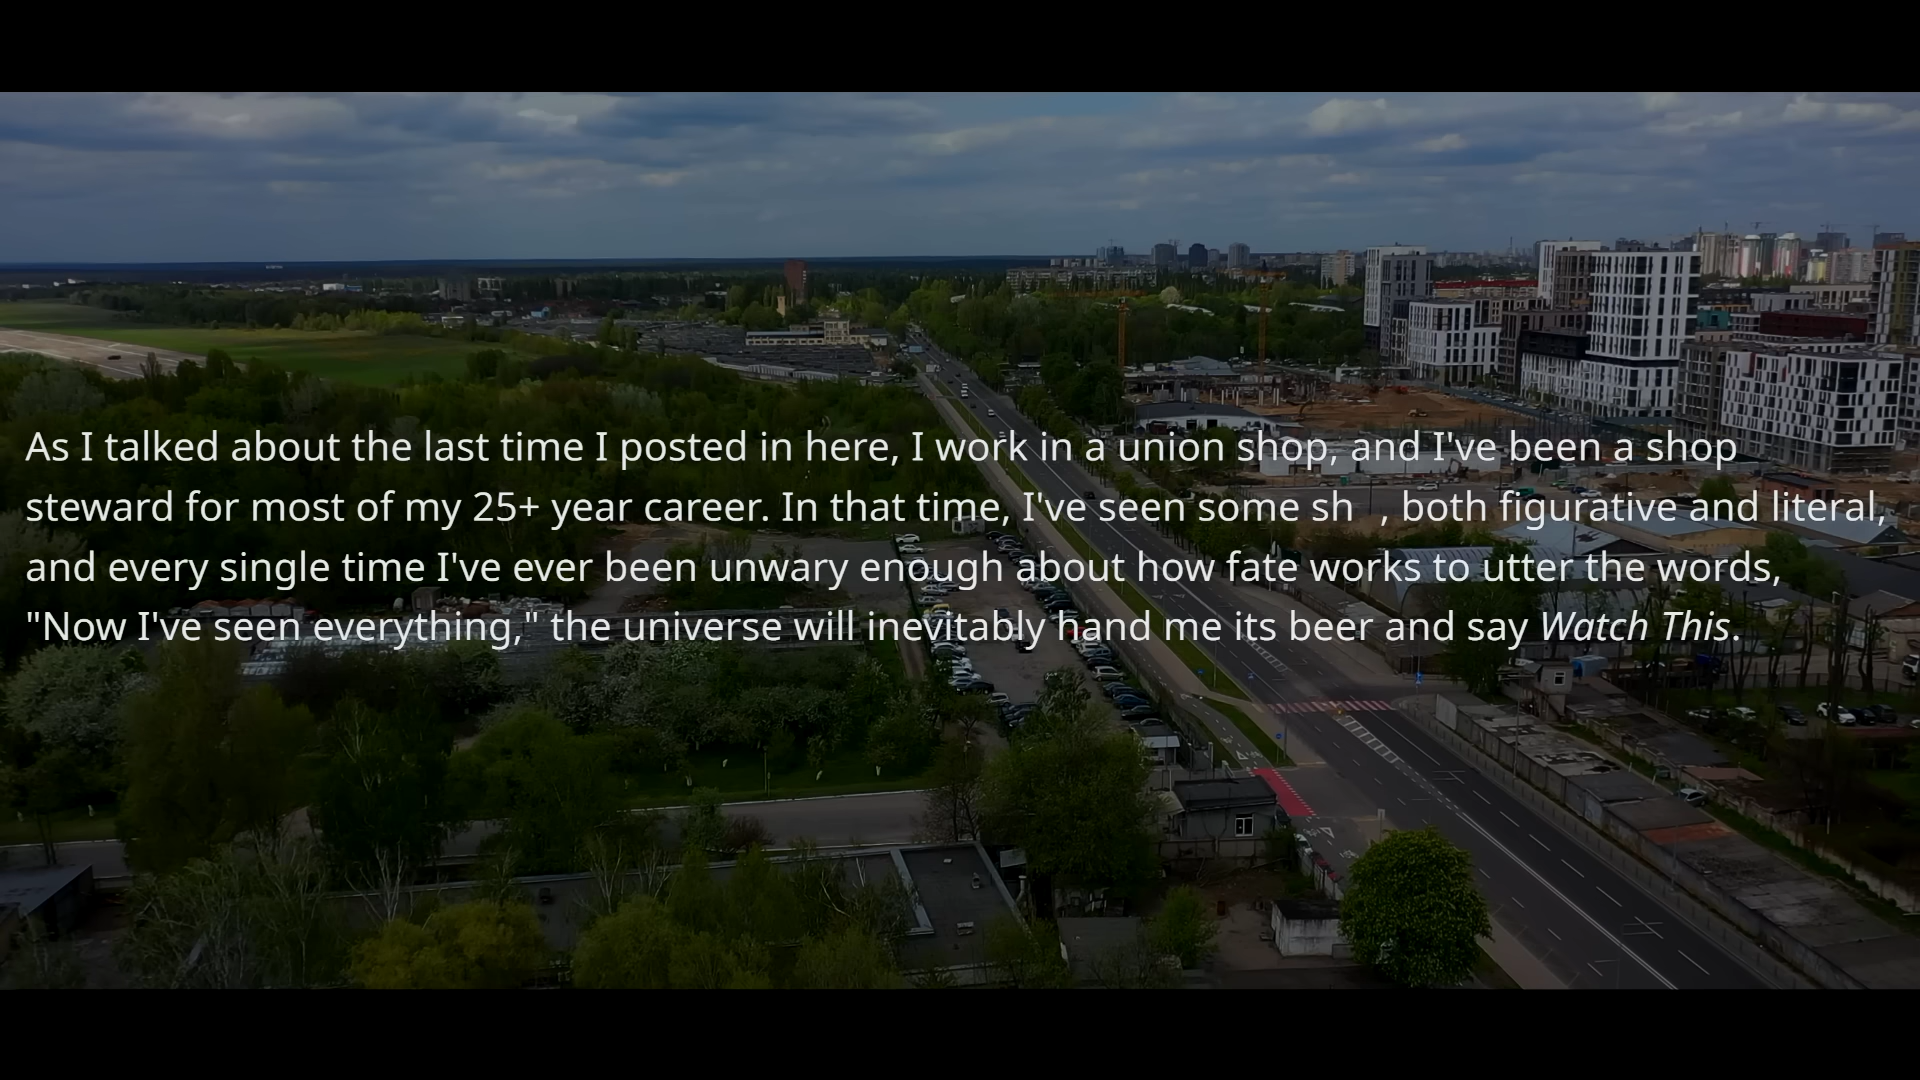 As I talked about the last time I posted in here, I work in a union shop, and I've been a shop
steward for most of my 25+ year career. In that time, I've seen some sh  , both figurative and literal,
and every single time I've ever been unwary enough about how fate works to utter the words,
"Now I've seen everything," the universe will inevitably hand me its beer and say Watch This.